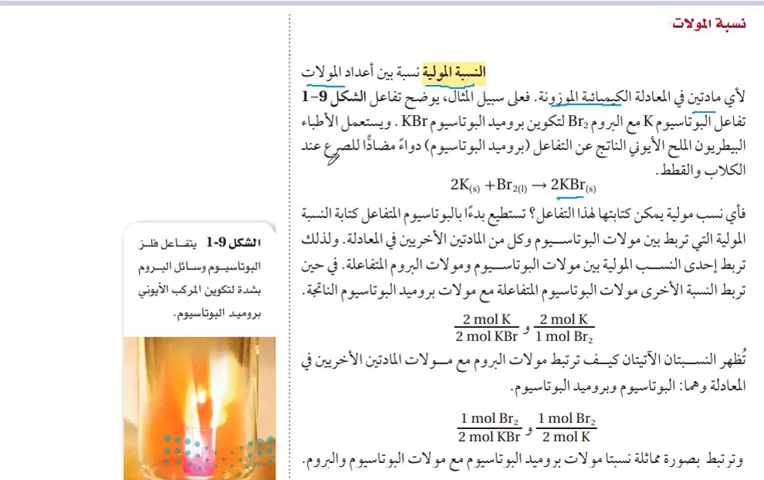 نسبة المولات
النسبة المولية نسبة بين أعداد المولات
لأي مادتين في المعادلة الكيميائية الموزونة. فعلى سبيل المثال، يوضح تفاعل الشكل 9-1
تفاعل البوتاسيوم K مع البروم Br₂ لتكوين بروميد البوتاسيوم KBr. ويستعمل الأطباء
البيطريون الملح الأيوني الناتج عن التفاعل (بروميد البوتاسيوم) دواءً مضادًّا للصرع عند
الكلاب والقطط.
2K(s) +Br2(l) → 2KBr(s)
فأي نسب مولية يمكن كتابتها لهذا التفاعل؟ تستطيع بدءًا بالبوتاسيوم المتفاعل كتابة النسبة
المولية التي تربط بين مولات البوتاسيوم وكل من المادتين الأخريين في المعادلة. ولذلك
تربط إحدى النسب المولية بين مولات البوتاسيوم ومولات البروم المتفاعلة. في حين
تربط النسبة الأخرى مولات البوتاسيوم المتفاعلة مع مولات بروميد البوتاسيوم الناتجة.
2 mol K / 1 mol Br₂ و 2 mol K / 2 mol KBr
تُظهر النسبتان الآتيتان كيف ترتبط مولات البروم مع مولات المادتين الأخريين في
المعادلة وهما: البوتاسيوم وبروميد البوتاسيوم.
1 mol Br₂ / 2 mol K و 1 mol Br₂ / 2 mol KBr
وترتبط بصورة مماثلة نسبتا مولات بروميد البوتاسيوم مع مولات البوتاسيوم والبروم.
الشكل 9-1 يتفاعل فلز
البوتاسيوم وسائل البروم
بشدة لتكوين المركب الأيوني
بروميد البوتاسيوم.